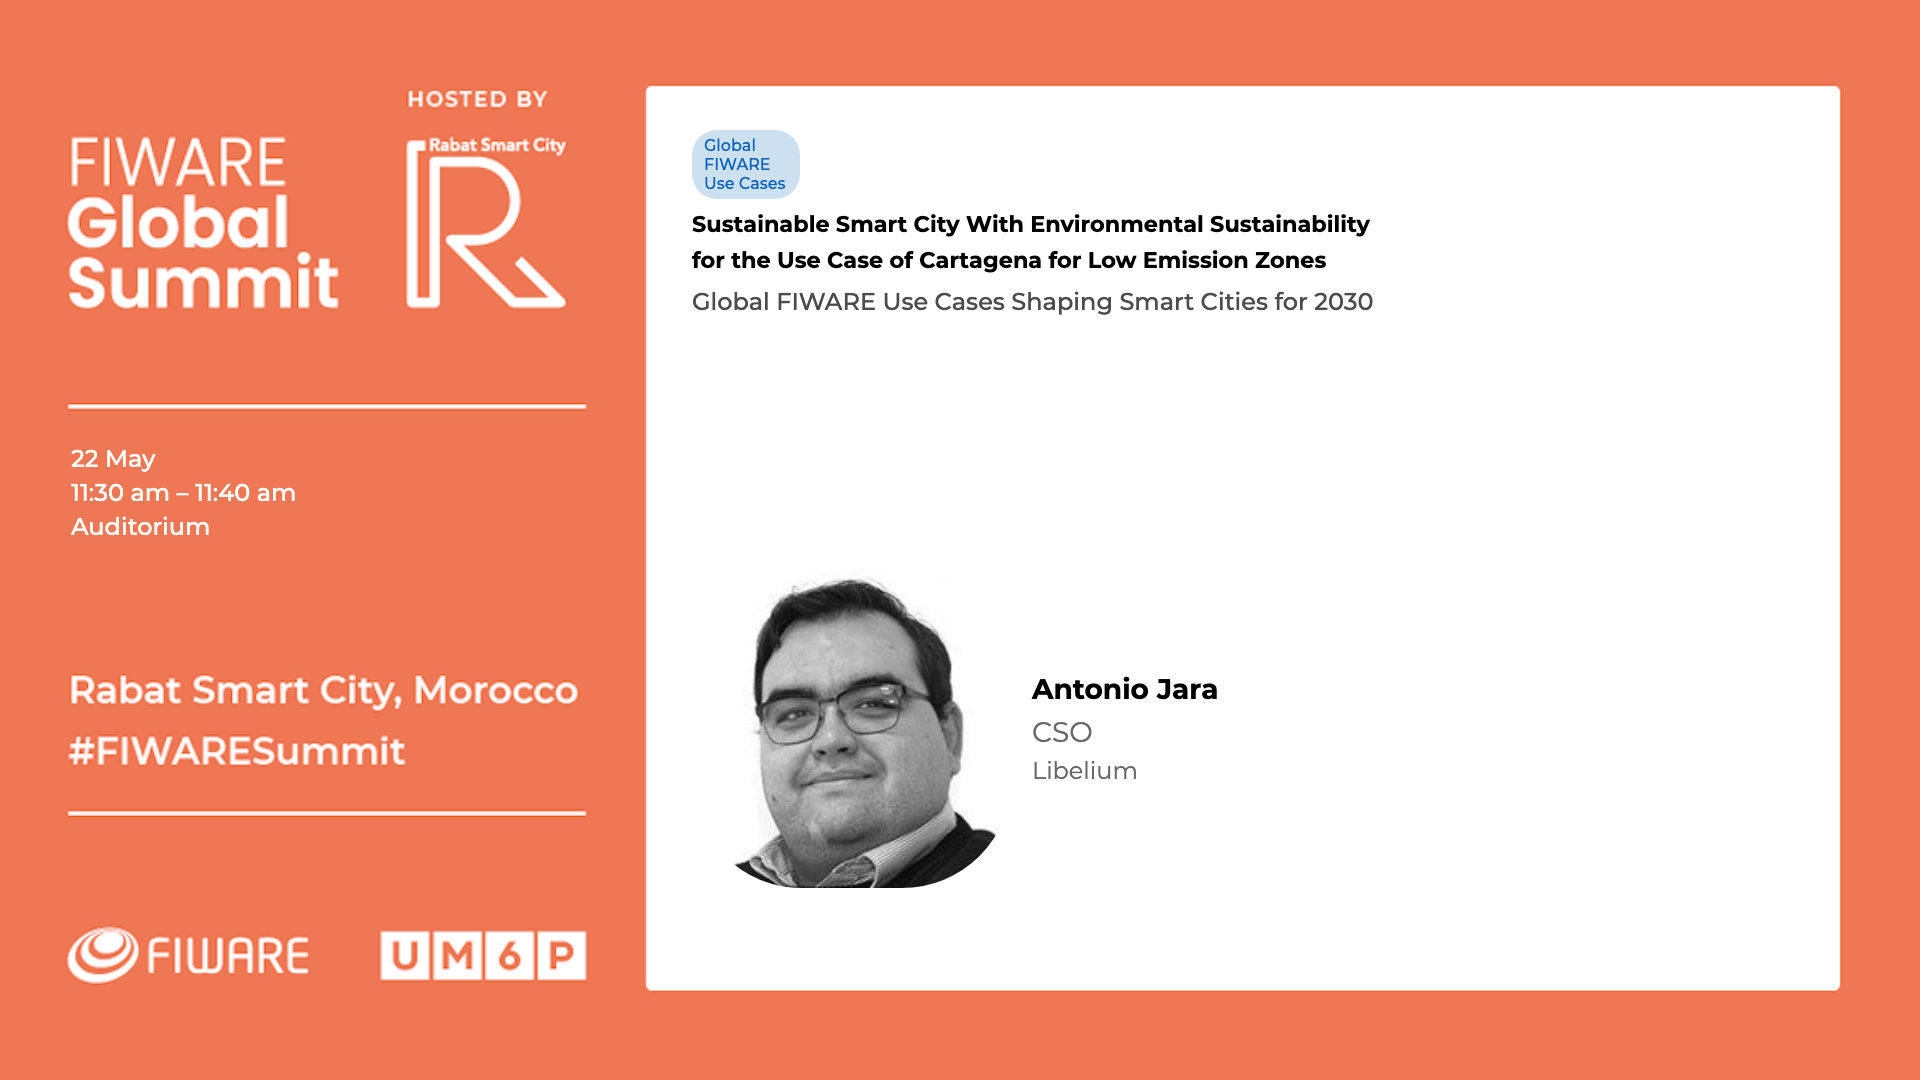 HOSTED BY
FIWARE
Global
Summit
Rabat Smart City
R
22 May
11:30 am – 11:40 am
Auditorium
Rabat Smart City, Morocco
#FIWARESummit
FIWARE
UM6P
Global
FIWARE
Use Cases
Sustainable Smart City With Environmental Sustainability
for the Use Case of Cartagena for Low Emission Zones
Global FIWARE Use Cases Shaping Smart Cities for 2030
Antonio Jara
CSO
Libelium